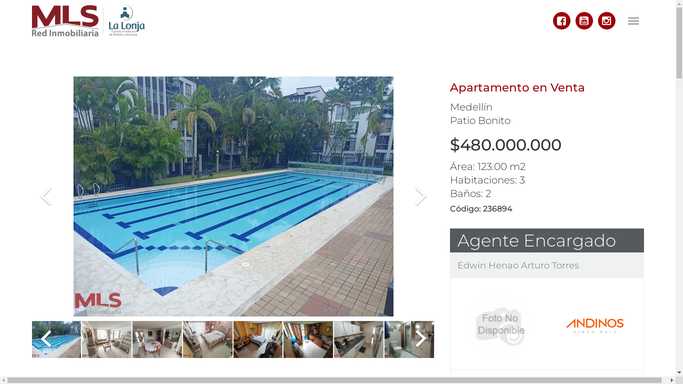 MLS
Red Inmobiliaria
La Lonja
Apartamento en Venta
Medellín
Patio Bonito
$480.000.000
Área: 123.00 m2
Habitaciones: 3
Baños: 2
Código: 236894
Agente Encargado
Edwin Henao Arturo Torres
Foto No
Disponible
ANDINOS
MLS